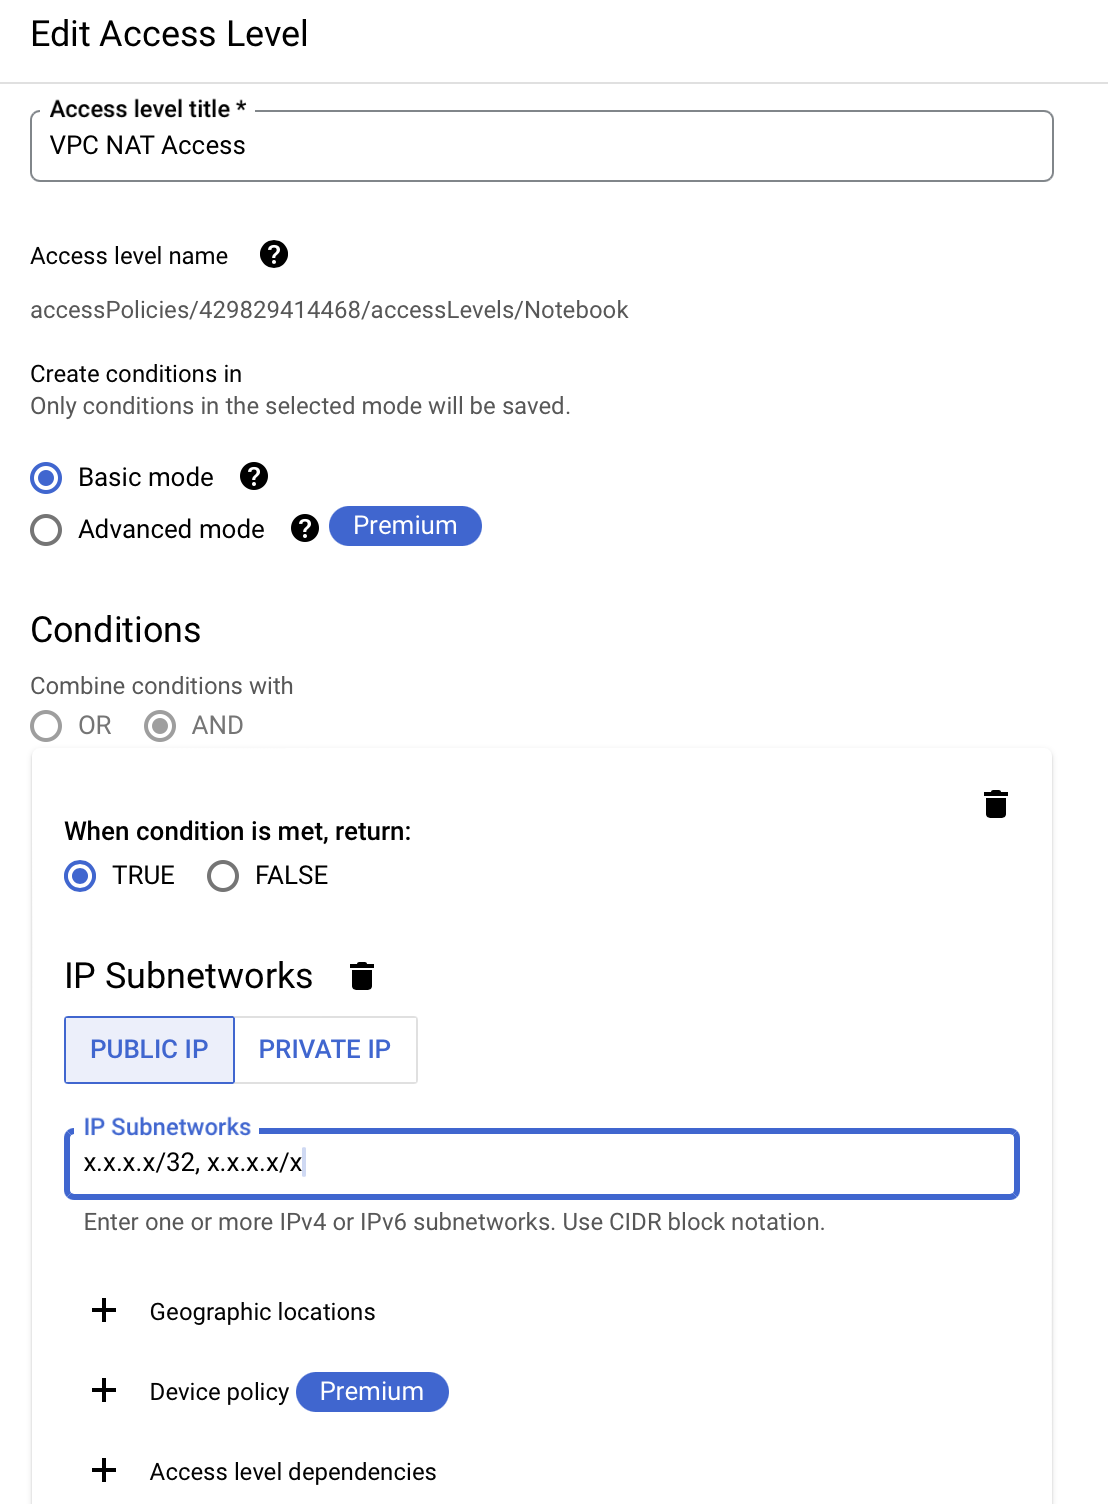 Edit Access Level
Access level title *
VPC NAT Access
Access level name ?
accessPolicies/429829414468/accessLevels/Notebook
Create conditions in
Only conditions in the selected mode will be saved.
Basic mode ?
Advanced mode ? Premium
Conditions
Combine conditions with
OR AND
When condition is met, return:
TRUE FALSE
IP Subnetworks
PUBLIC IP PRIVATE IP
IP Subnetworks
x.x.x.x/32, x.x.x.x/x
Enter one or more IPv4 or IPv6 subnetworks. Use CIDR block notation.
+ Geographic locations
+ Device policy Premium
+ Access level dependencies